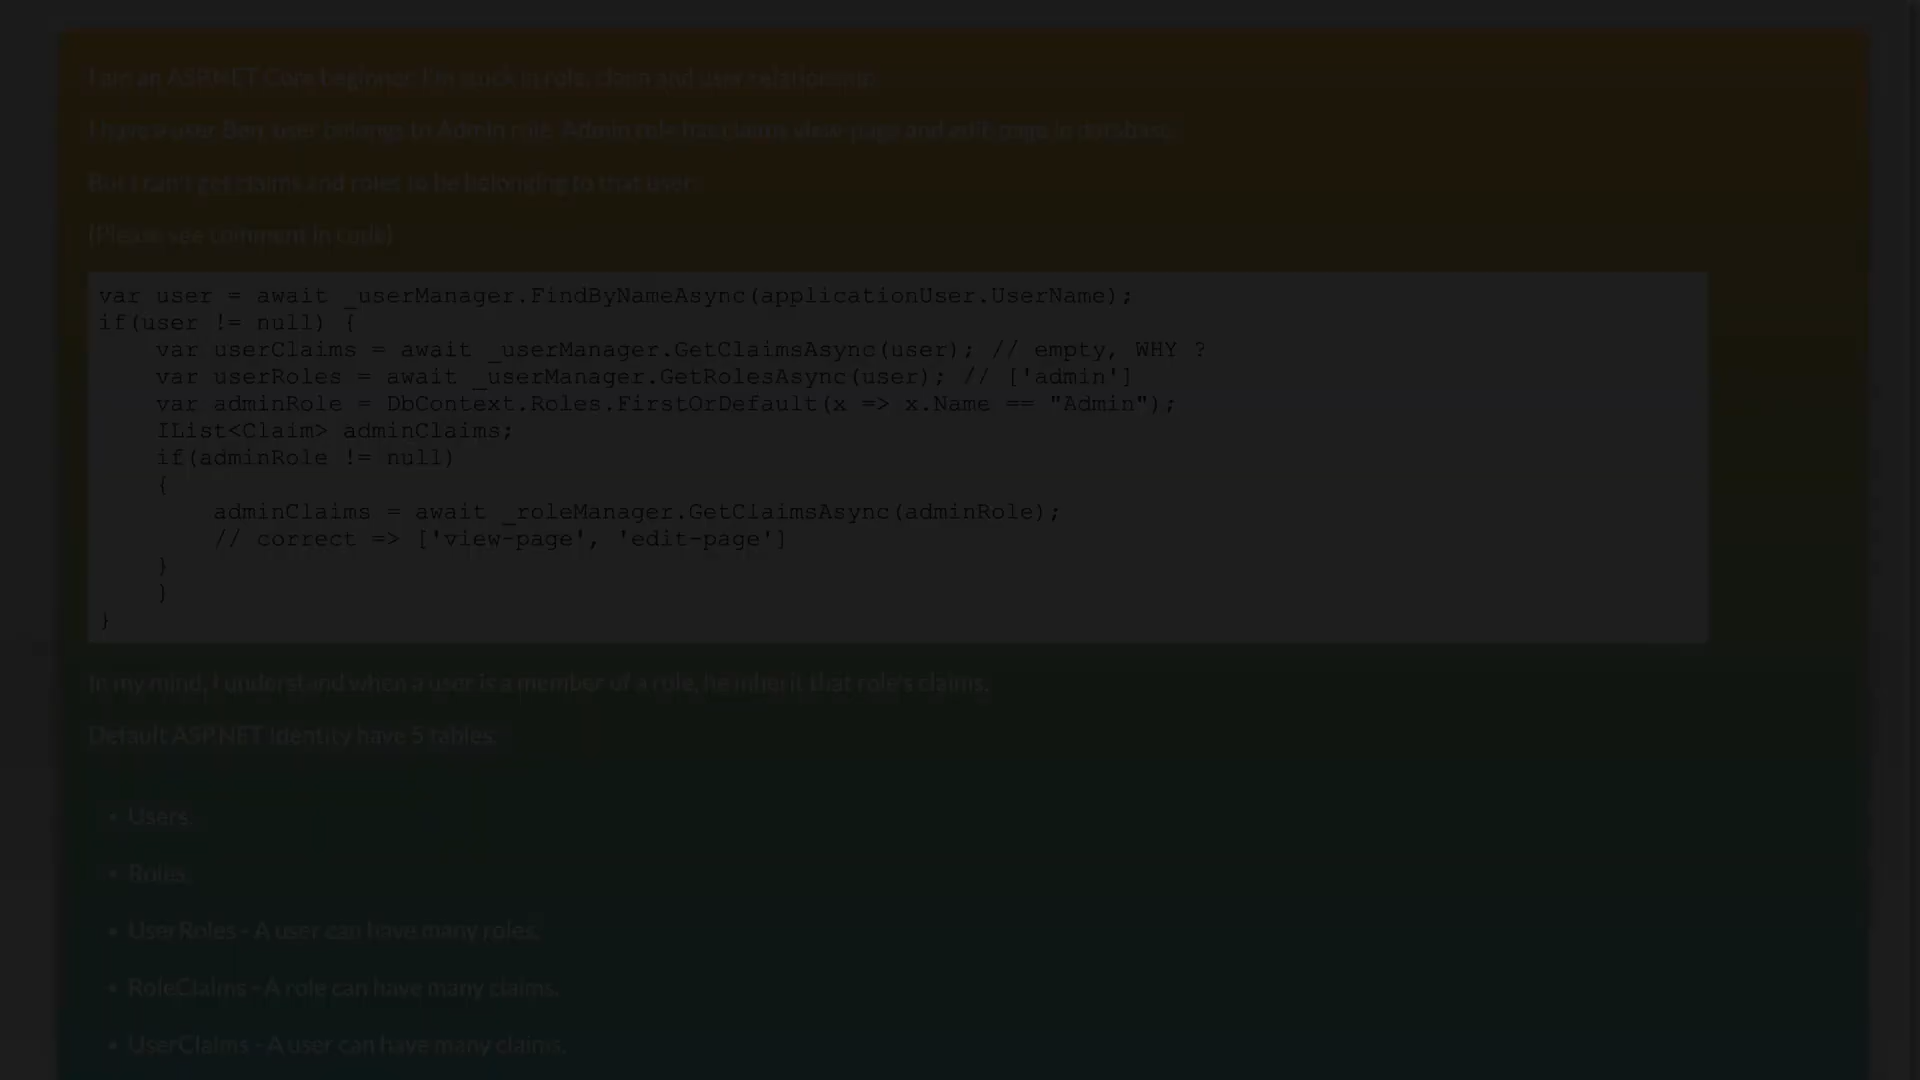 I am an ASP.NET Core beginner. I'm stuck in role, claim and user relationship.
I have a user Ben, user belongs to Admin role. Admin role has claims view-page and edit-page in database.
But I can't get claims and roles to be belonging to that user:
(Please see comment in code)
var user = await _userManager.FindByNameAsync(applicationUser.UserName);
if(user != null) {
    var userClaims = await _userManager.GetClaimsAsync(user); // empty, WHY ?
    var userRoles = await _userManager.GetRolesAsync(user); // ['admin']
    var adminRole = DbContext.Roles.FirstOrDefault(x => x.Name == "Admin");
    IList<Claim> adminClaims;
    if(adminRole != null)
    {
        adminClaims = await _roleManager.GetClaimsAsync(adminRole);
        // correct => ['view-page', 'edit-page']
    }
    }
}
In my mind, I understand when a user is a member of a role, he inherit that role's claims.
Default ASP.NET Identity have 5 tables:
• Users.
• Roles.
• UserRoles - A user can have many roles.
• RoleClaims - A role can have many claims.
• UserClaims - A user can have many claims.